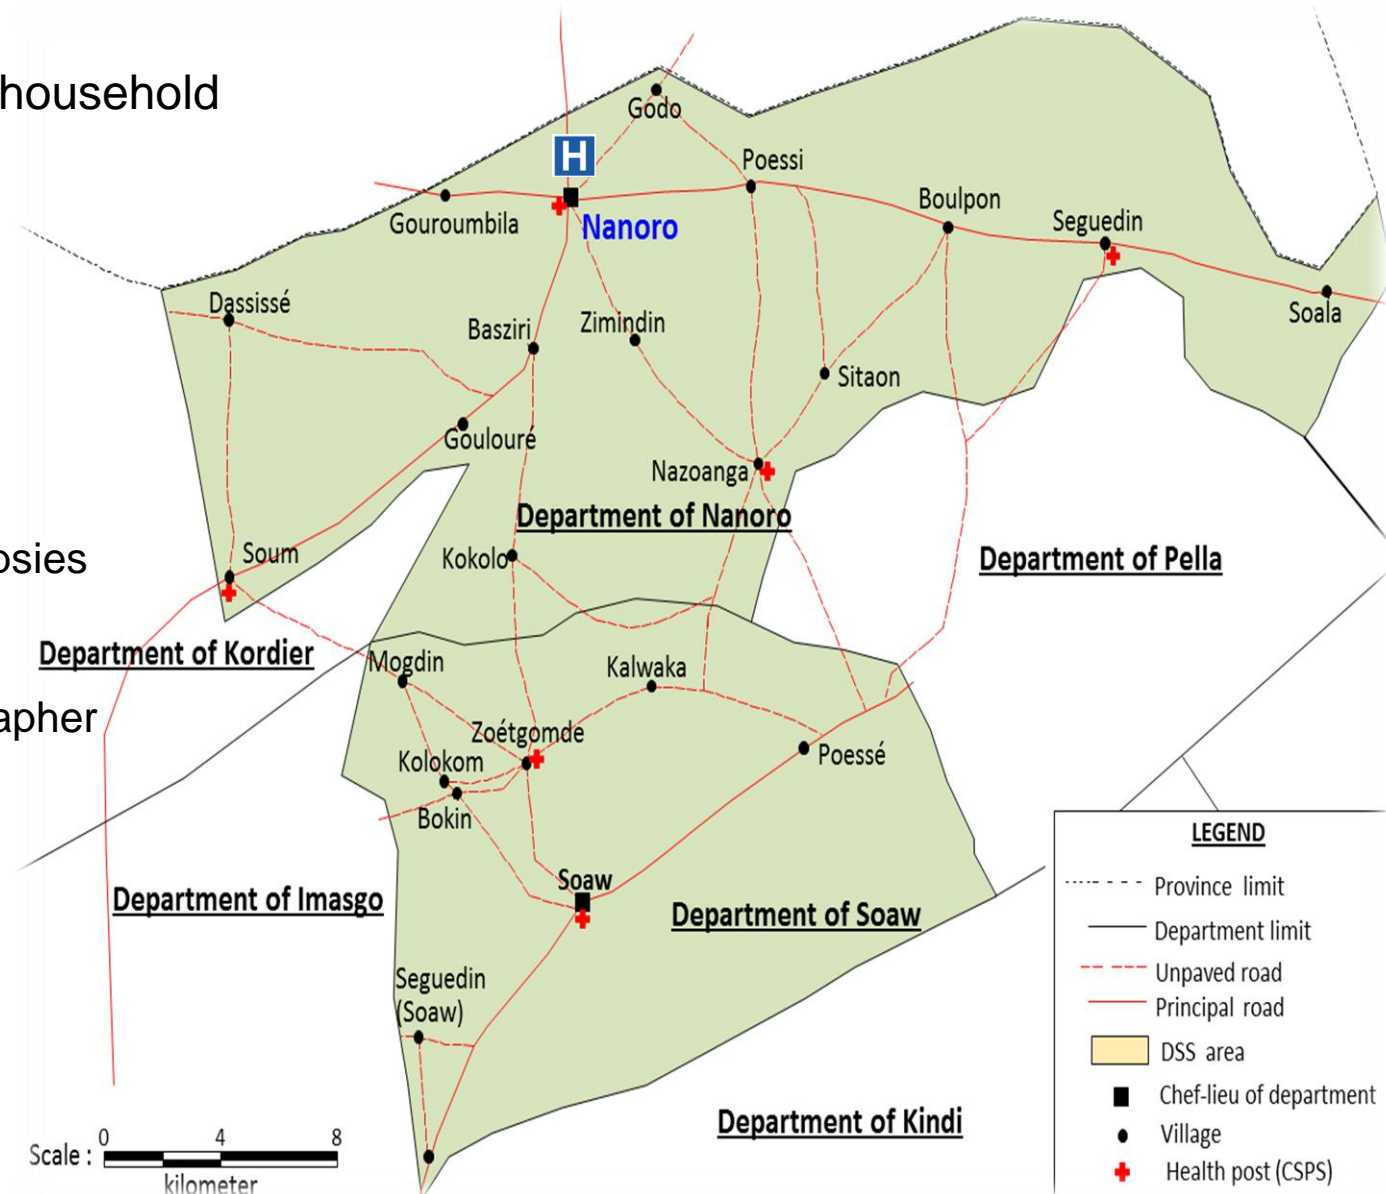 household
Godo
H
Poessi
Gouroumbila
Nanoro
Boulpon
Seguedin
Dassissé
Basziri
Zimindin
Soala
Sitaon
Goulouré
Nazoanga
Department of Nanoro
Soum
Kokolo
osies
Department of Pella
Department of Kordier
Mogdin
Kalwaka
apher
Zoétgomde
Kolokom
Poessé
Bokin
Soaw
Department of Imasgo
Department of Soaw
Seguedin
(Soaw)
Department of Kindi
LEGEND
Province limit
Department limit
Unpaved road
Principal road
DSS area
Chef-lieu of department
Village
Health post (CSPS)
0 4 8
Scale :
kilometer